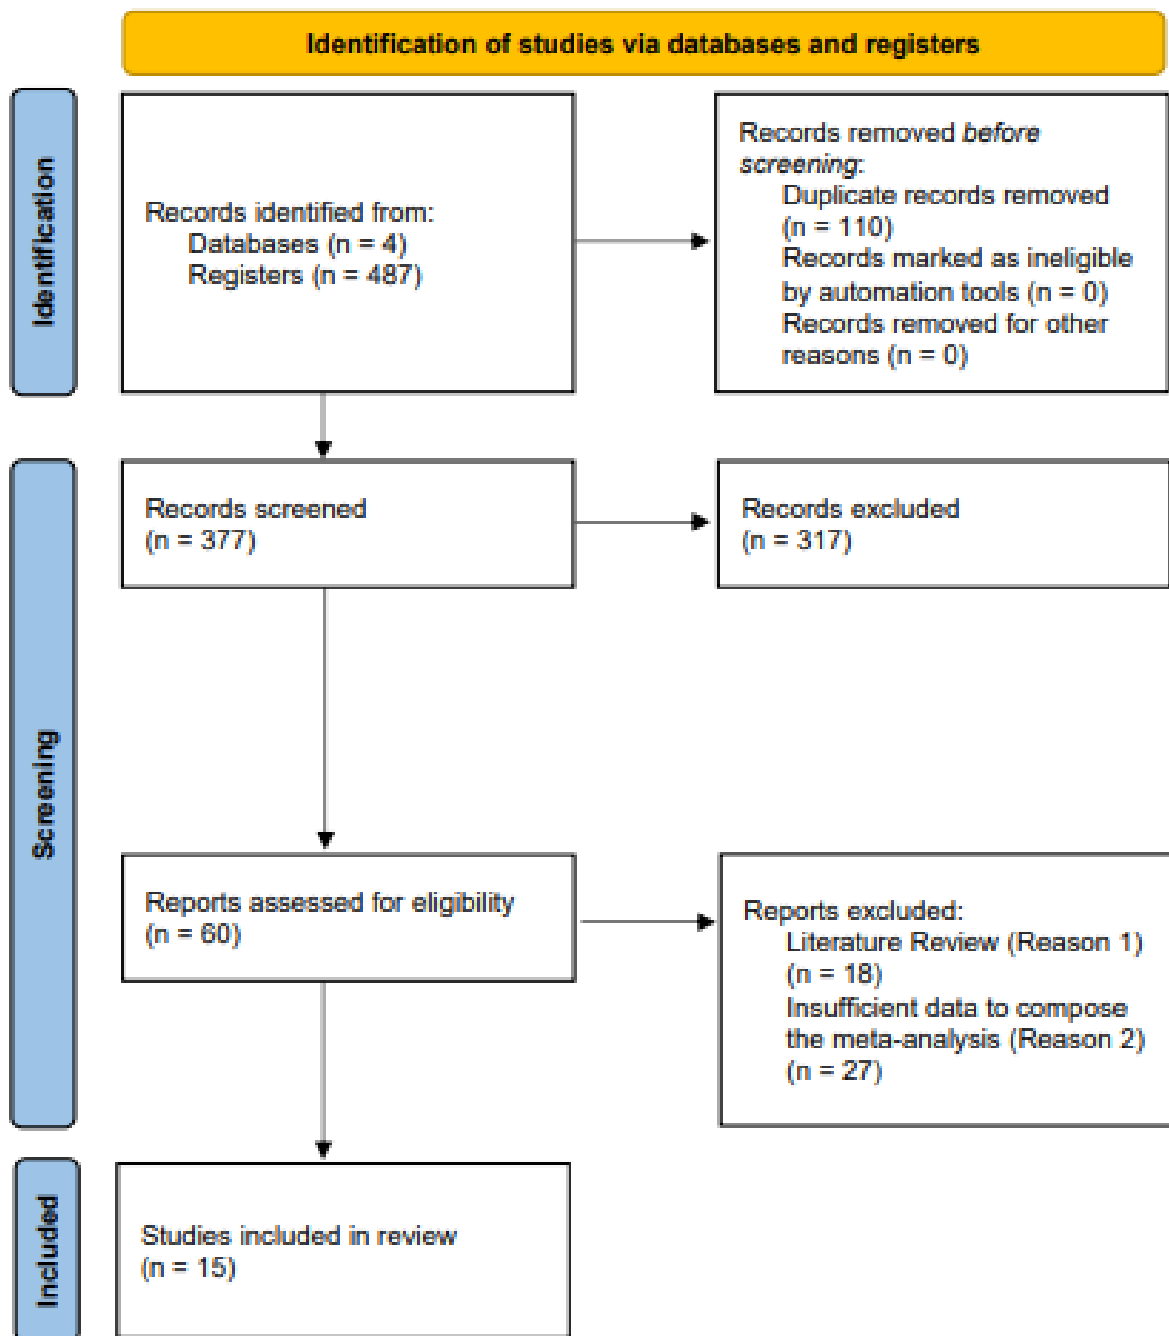 Identification of studies via databases and registers
Identification
Records identified from:
Databases (n = 4)
Registers (n = 487)
Records removed before
screening:
Duplicate records removed
(n = 110)
Records marked as ineligible
by automation tools (n = 0)
Records removed for other
reasons (n = 0)
Screening
Records screened
(n = 377)
Records excluded
(n = 317)
Reports assessed for eligibility
(n = 60)
Reports excluded:
Literature Review (Reason 1)
(n = 18)
Insufficient data to compose
the meta-analysis (Reason 2)
(n = 27)
Included
Studies included in review
(n = 15)